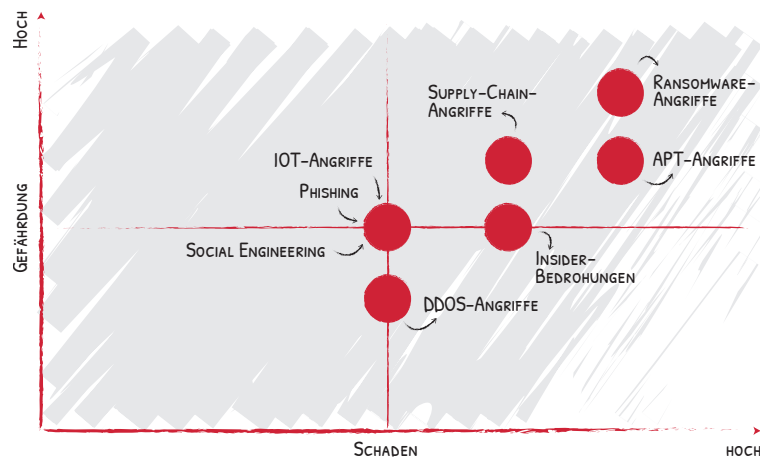 Hoch
Ransomware-
Angriffe
Supply-Chain-
Angriffe
IOT-Angriffe
APT-Angriffe
Phishing
Gefährdung
Social Engineering
Insider-
Bedrohungen
DDOS-Angriffe
Schaden
hoch